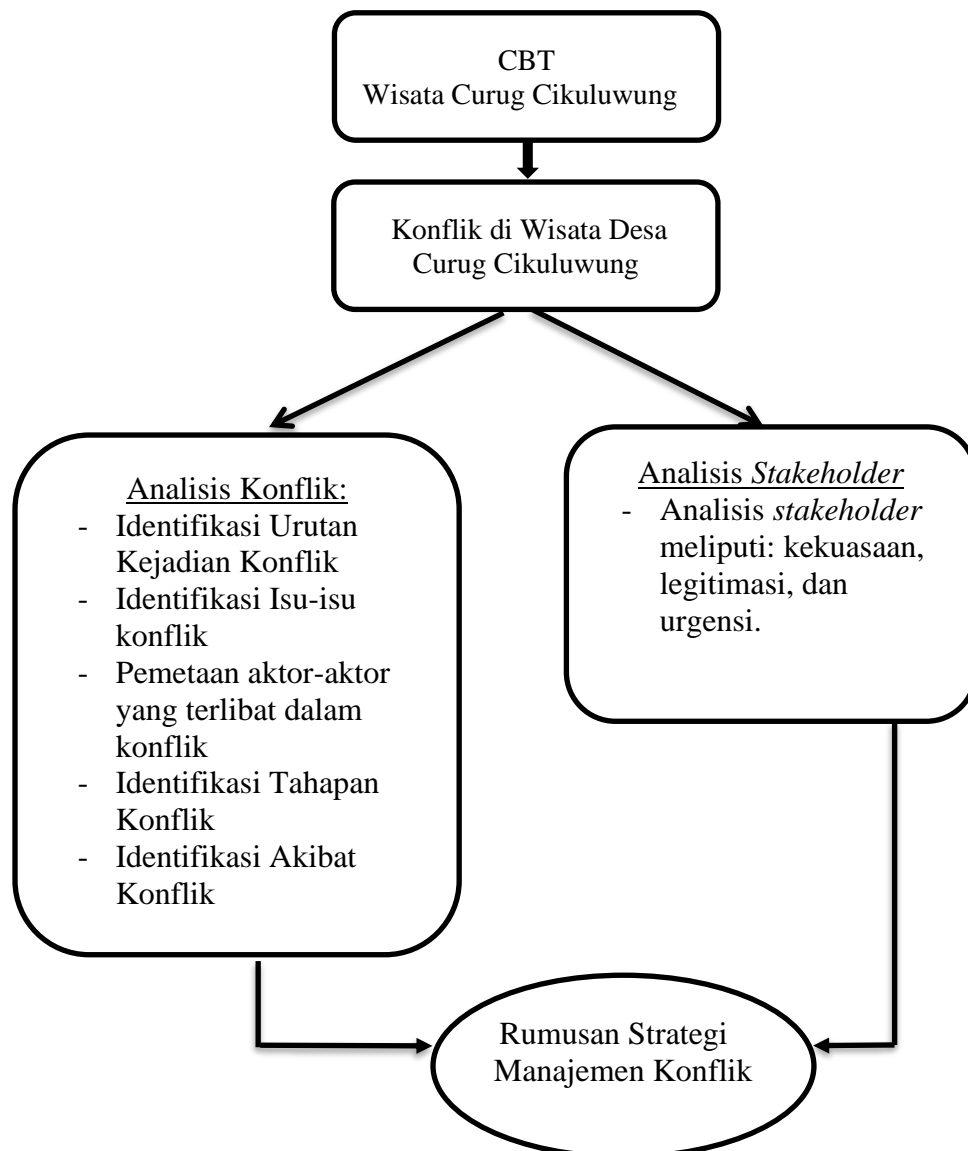 CBT
Wisata Curug Cikuluwung
Konflik di Wisata Desa
Curug Cikuluwung
Analisis Konflik:
- Identifikasi Urutan
Kejadian Konflik
- Identifikasi Isu-isu
konflik
- Pemetaan aktor-aktor
yang terlibat dalam
konflik
- Identifikasi Tahapan
Konflik
- Identifikasi Akibat
Konflik
Analisis Stakeholder
- Analisis stakeholder
meliputi: kekuasaan,
legitimasi, dan
urgensi.
Rumusan Strategi
Manajemen Konflik